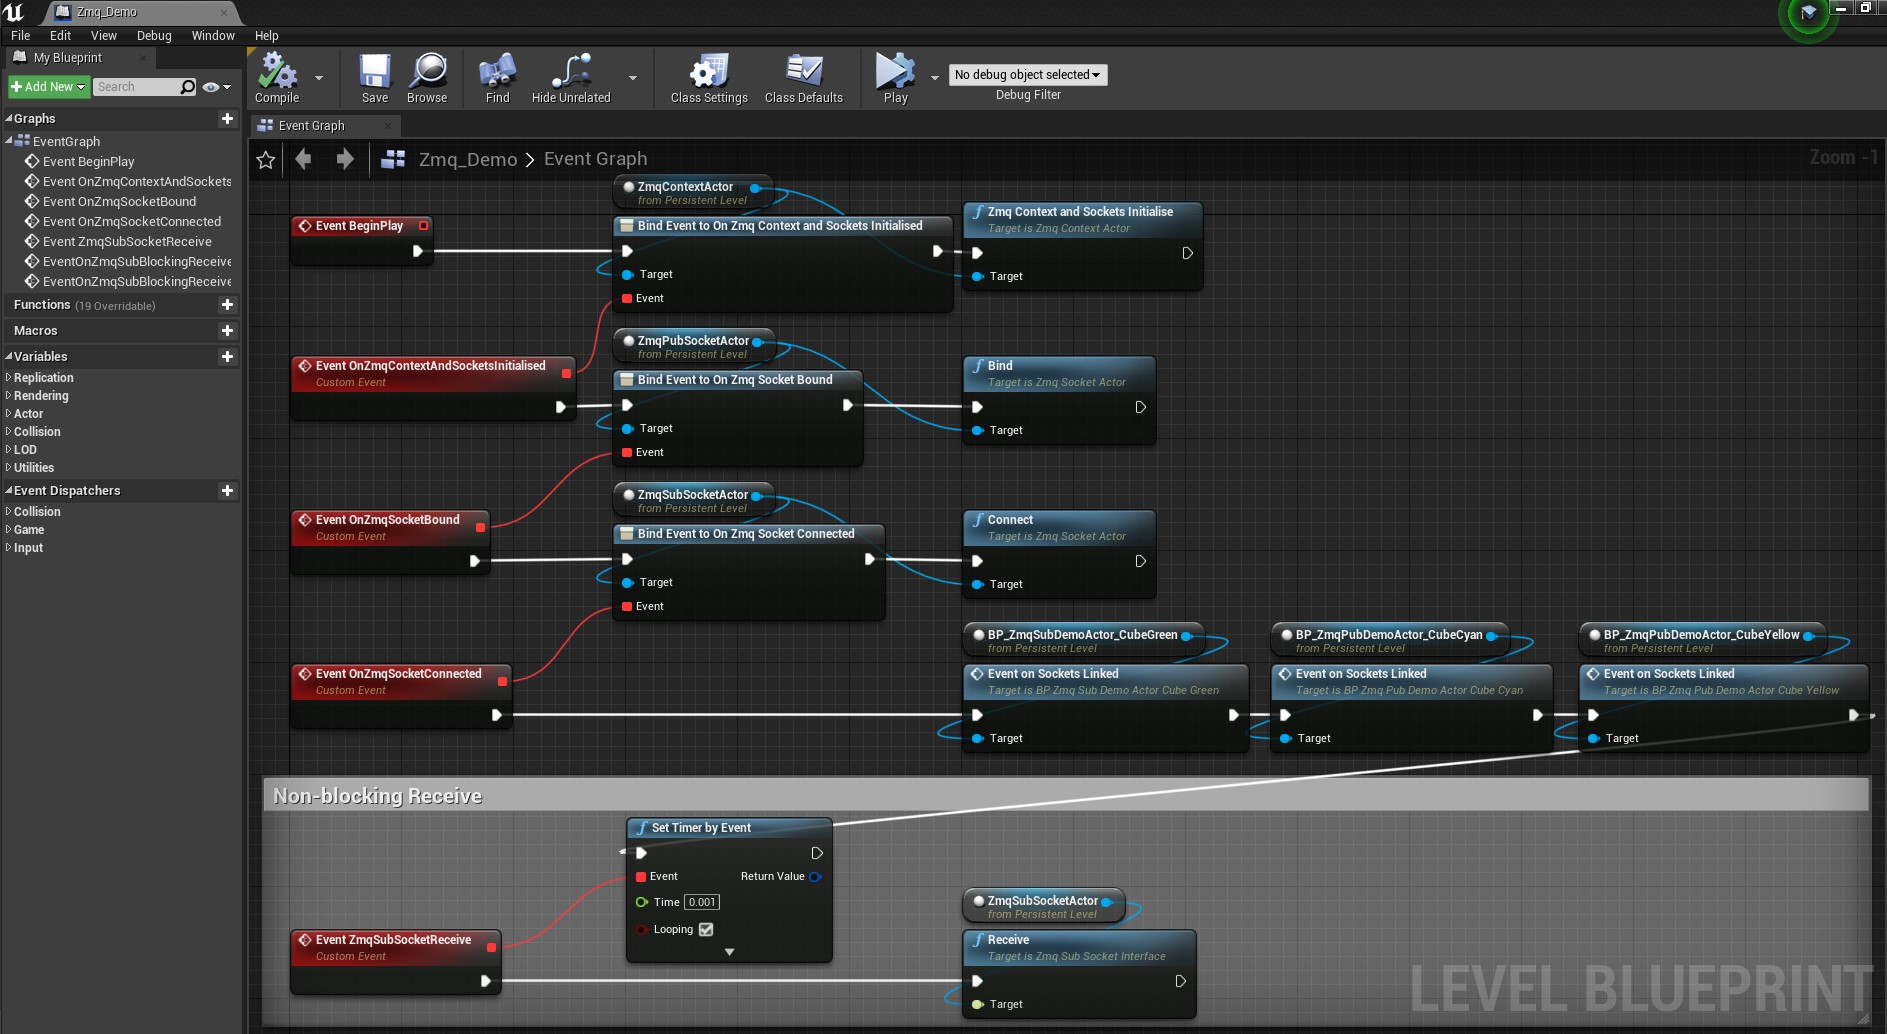 Zmq_Demo
File Edit View Debug Window Help
My Blueprint
Add New
Search
Compile
Save
Browse
Find
Hide Unrelated
Class Settings
Class Defaults
Play
No debug object selected
Debug Filter
Graphs
EventGraph
Event BeginPlay
Event OnZmqContextAndSockets
Event OnZmqSocketBound
Event OnZmqSocketConnected
Event ZmqSubSocketReceive
EventOnZmqSubBlockingReceive
EventOnZmqSubBlockingReceive
Functions (19 Overridable)
Macros
Variables
Replication
Rendering
Actor
Collision
LOD
Utilities
Event Dispatchers
Collision
Game
Input
Event Graph
Zmq_Demo > Event Graph
Zoom -1
ZmqContextActor
from Persistent Level
Event BeginPlay
Bind Event to On Zmq Context and Sockets Initialised
Target
Event
Zmq Context and Sockets Initialise
Target is Zmq Context Actor
Target
ZmqPubSocketActor
from Persistent Level
Event OnZmqContextAndSocketsInitialised
Custom Event
Bind Event to On Zmq Socket Bound
Target
Event
Bind
Target is Zmq Socket Actor
Target
ZmqSubSocketActor
from Persistent Level
Event OnZmqSocketBound
Custom Event
Bind Event to On Zmq Socket Connected
Target
Event
Connect
Target is Zmq Socket Actor
Target
BP_ZmqSubDemoActor_CubeGreen
from Persistent Level
BP_ZmqPubDemoActor_CubeCyan
from Persistent Level
BP_ZmqPubDemoActor_CubeYellow
from Persistent Level
Event OnZmqSocketConnected
Custom Event
Event on Sockets Linked
Target is BP Zmq Sub Demo Actor Cube Green
Target
Event on Sockets Linked
Target is BP Zmq Pub Demo Actor Cube Cyan
Target
Event on Sockets Linked
Target is BP Zmq Pub Demo Actor Cube Yellow
Target
Non-blocking Receive
Set Timer by Event
Event
Return Value
Time 0.001
Looping
ZmqSubSocketActor
from Persistent Level
Event ZmqSubSocketReceive
Custom Event
Receive
Target is Zmq Sub Socket Interface
Target
LEVEL BLUEPRINT